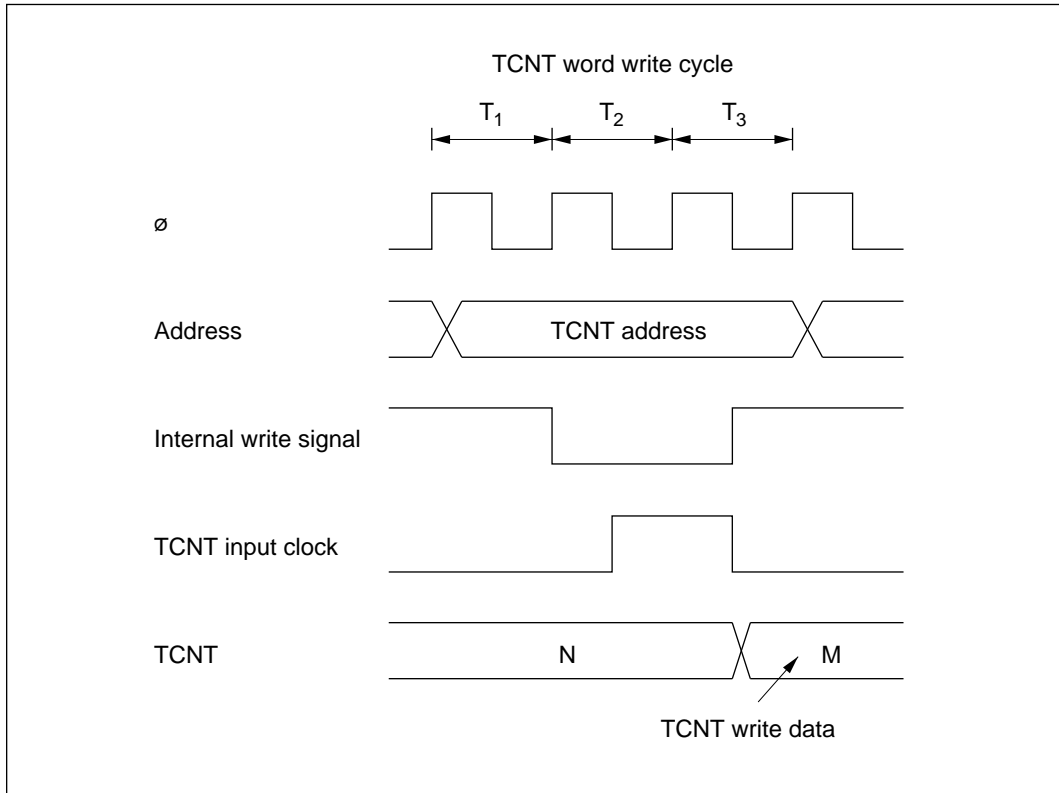 TCNT word write cycle
T1 T2 T3
ø
Address TCNT address
Internal write signal
TCNT input clock
TCNT N M
TCNT write data